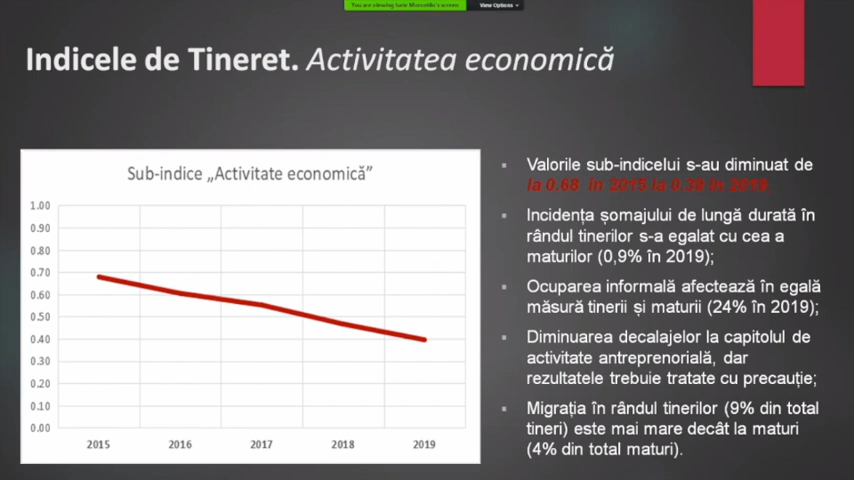 View Options
Indicele de Tineret. Activitatea economică
Sub-indice „Activitate economică”
1.00
0.90
0.80
0.70
0.60
0.50
0.40
0.30
0.20
0.10
0.00
2015 2016 2017 2018 2019
Valorile sub-indicelui s-au diminuat de
la 0.68 în 2015 la 0.39 în 2019.
Incidența șomajului de lungă durată în
rândul tinerilor s-a egalat cu cea a
maturilor (0,9% în 2019);
Ocuparea informală afectează în egală
măsură tinerii și maturii (24% în 2019);
Diminuarea decalajelor la capitolul de
activitate antreprenorială, dar
rezultatele trebuie tratate cu precauție;
Migrația în rândul tinerilor (9% din total
tineri) este mai mare decât la maturi
(4% din total maturi).